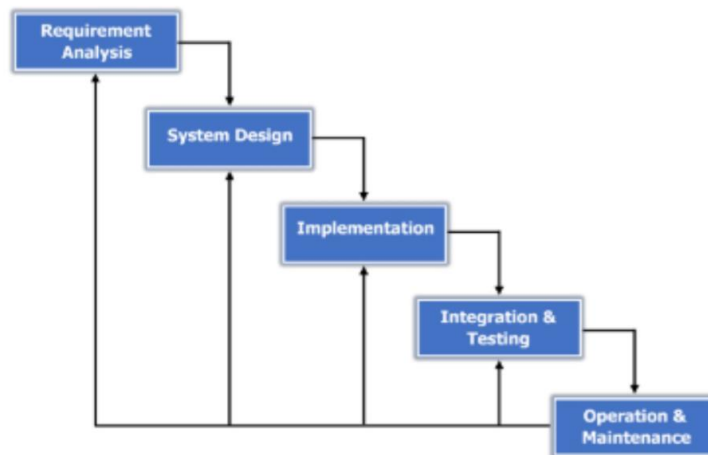 Requirement
Analysis
System Design
Implementation
Integration &
Testing
Operation &
Maintenance